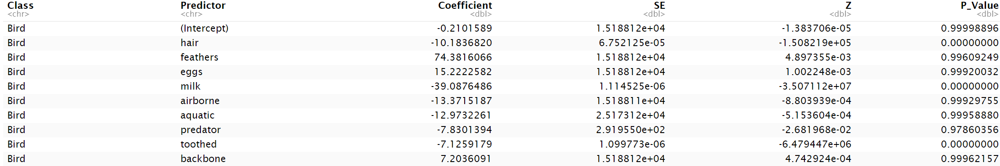 Class Predictor Coefficient SE Z P_Value
<chr> <chr> <dbl> <dbl> <dbl> <dbl>
Bird (Intercept) -0.2101589 1.518812e+04 -1.383706e-05 0.99998896
Bird hair -10.1836820 6.752125e-05 -1.508219e+05 0.00000000
Bird feathers 74.3816066 1.518812e+04 4.897355e-03 0.99609249
Bird eggs 15.2222582 1.518812e+04 1.002248e-03 0.99920032
Bird milk -39.0876486 1.114525e-06 -3.507112e+07 0.00000000
Bird airborne -13.3715187 1.518811e+04 -8.803939e-04 0.99929755
Bird aquatic -12.9732261 2.517312e+04 -5.153604e-04 0.99958880
Bird predator -7.8301394 2.919550e+02 -2.681968e-02 0.97860356
Bird toothed -7.1259179 1.099773e-06 -6.479447e+06 0.00000000
Bird backbone 7.2036091 1.518812e+04 4.742924e-04 0.99962157